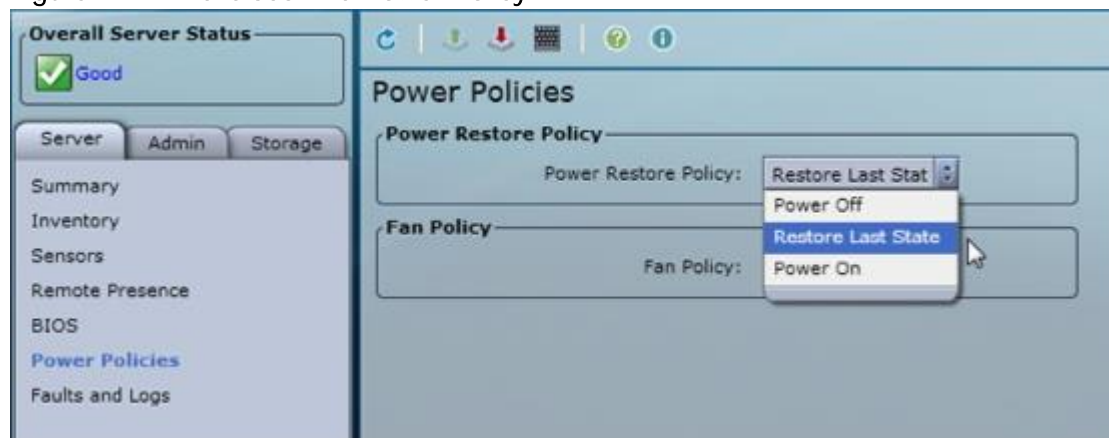 Overall Server Status
Good
Server Admin Storage
Summary
Inventory
Sensors
Remote Presence
BIOS
Power Policies
Faults and Logs
Power Policies
Power Restore Policy
Power Restore Policy: Restore Last Stat
Power Off
Restore Last State
Power On
Fan Policy
Fan Policy: